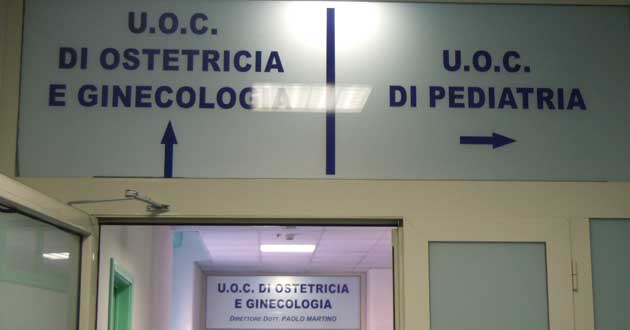 U.O.C.
DI OSTETRICIA
E GINECOLOGIA
U.O.C.
DI PEDIATRIA
U.O.C. DI OSTETRICIA
E GINECOLOGIA
DIRETTORE DOTT. PAOLO MARTINO